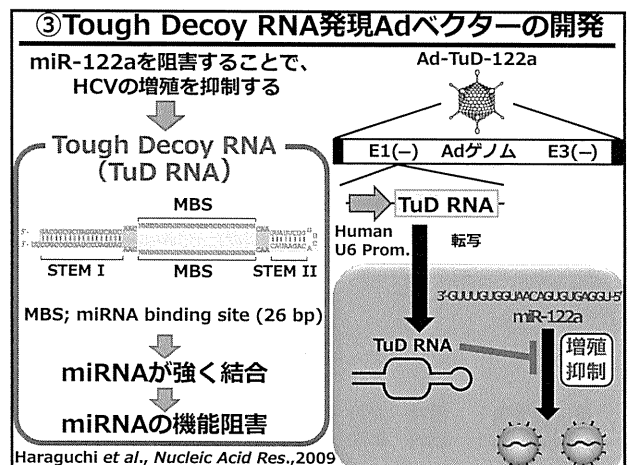 ③Tough Decoy RNA発現Adベクターの開発
miR-122aを阻害することで、
HCVの増殖を抑制する
Tough Decoy RNA
(TuD RNA)
MBS
5'-
3'-
STEM I
MBS
STEM II
MBS; miRNA binding site (26 bp)
miRNAが強く結合
miRNAの機能阻害
Haraguchi et al., Nucleic Acid Res.,2009
Ad-TuD-122a
E1(−) Adゲノム E3(−)
TuD RNA
Human
U6 Prom.
転写
3'-GUUUGUGGUAACAGUGUGAGGU-5'
miR-122a
TuD RNA
増殖
抑制